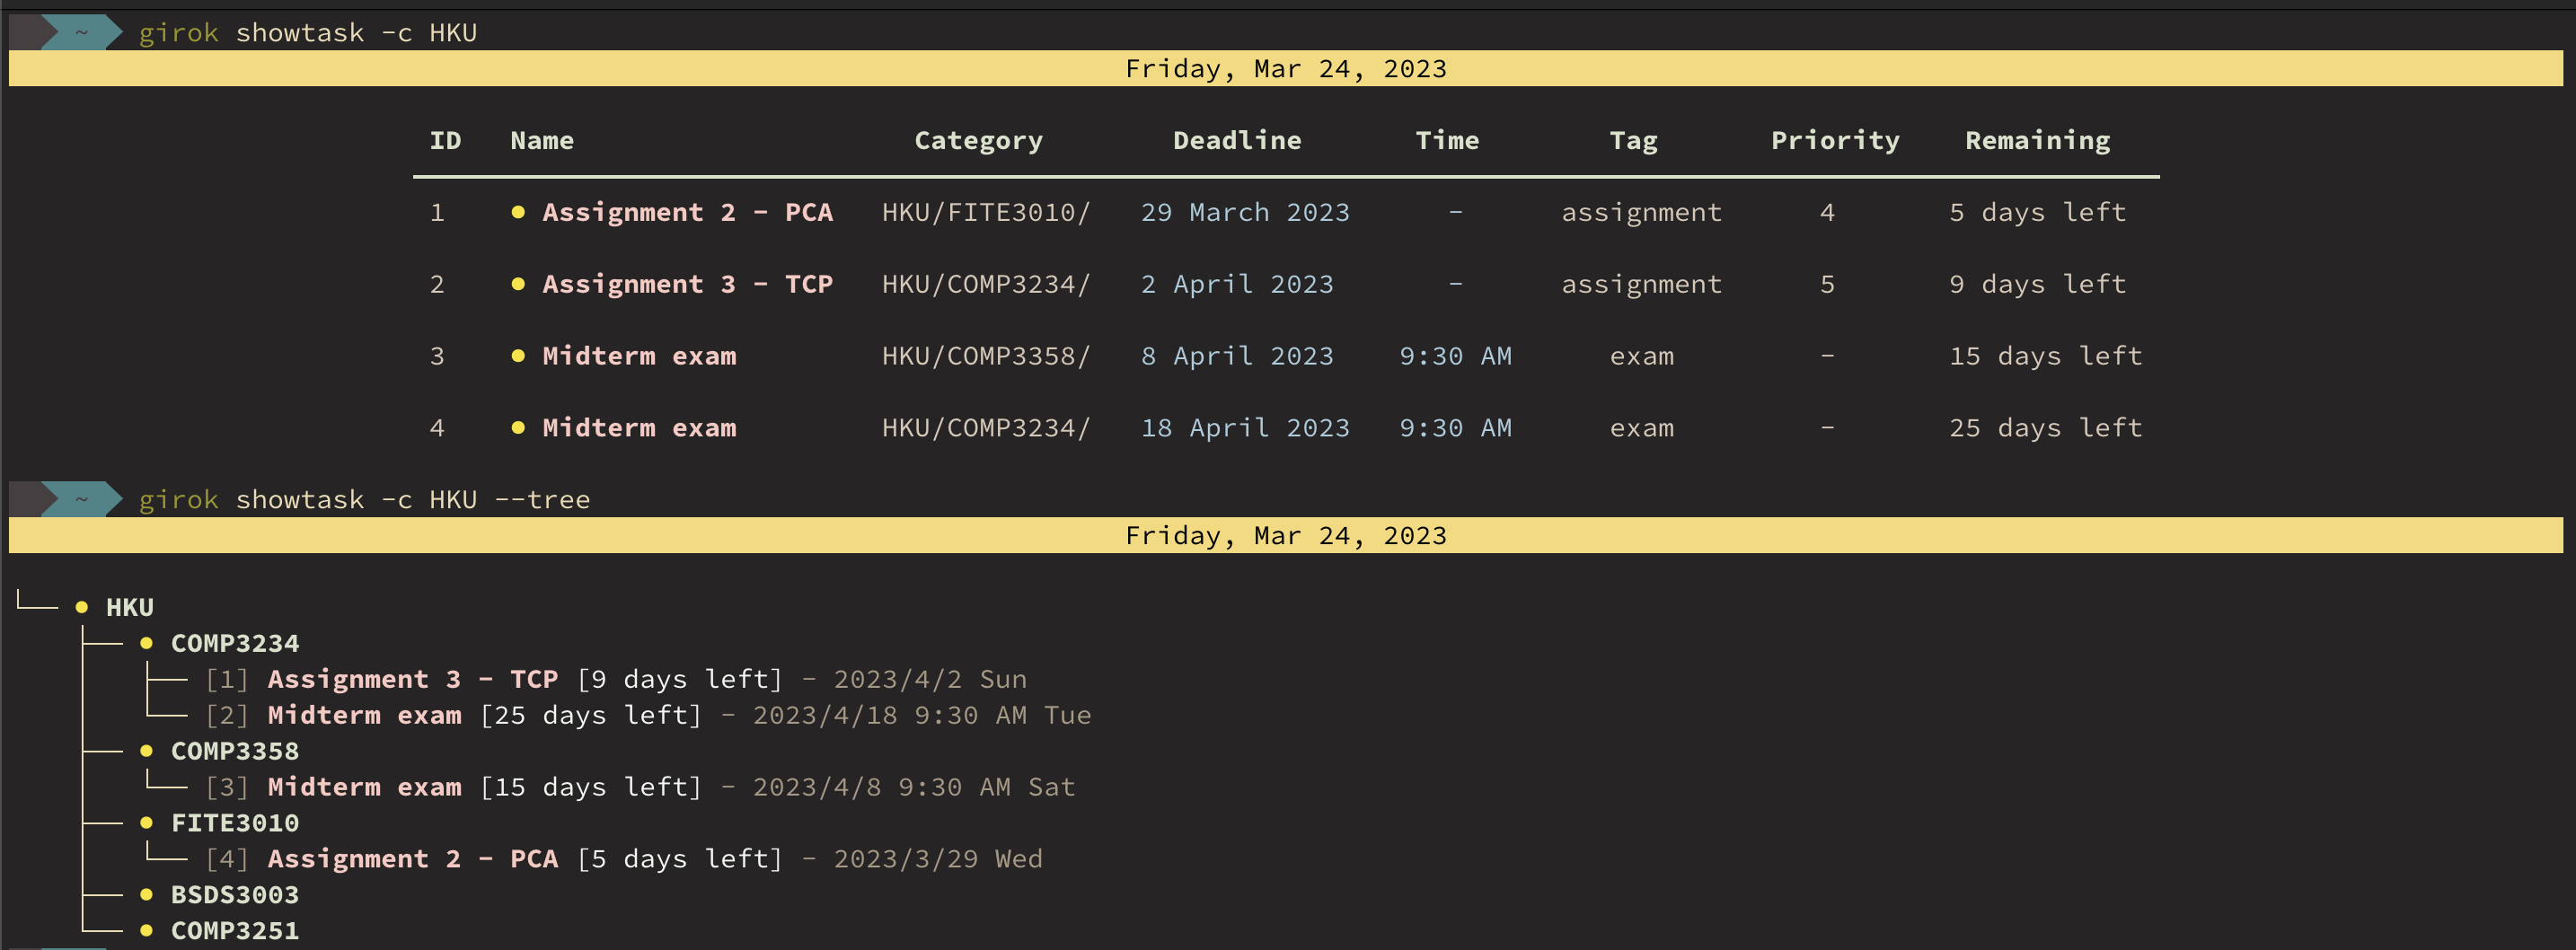 ~ girok showtask -c HKU
Friday, Mar 24, 2023
ID Name Category Deadline Time Tag Priority Remaining
1 ● Assignment 2 - PCA HKU/FITE3010/ 29 March 2023 - assignment 4 5 days left
2 ● Assignment 3 - TCP HKU/COMP3234/ 2 April 2023 - assignment 5 9 days left
3 ● Midterm exam HKU/COMP3358/ 8 April 2023 9:30 AM exam - 15 days left
4 ● Midterm exam HKU/COMP3234/ 18 April 2023 9:30 AM exam - 25 days left
~ girok showtask -c HKU --tree
Friday, Mar 24, 2023
└── ● HKU
├── ● COMP3234
├── [1] Assignment 3 - TCP [9 days left] - 2023/4/2 Sun
└── [2] Midterm exam [25 days left] - 2023/4/18 9:30 AM Tue
├── ● COMP3358
└── [3] Midterm exam [15 days left] - 2023/4/8 9:30 AM Sat
├── ● FITE3010
└── [4] Assignment 2 - PCA [5 days left] - 2023/3/29 Wed
├── ● BSDS3003
└── ● COMP3251